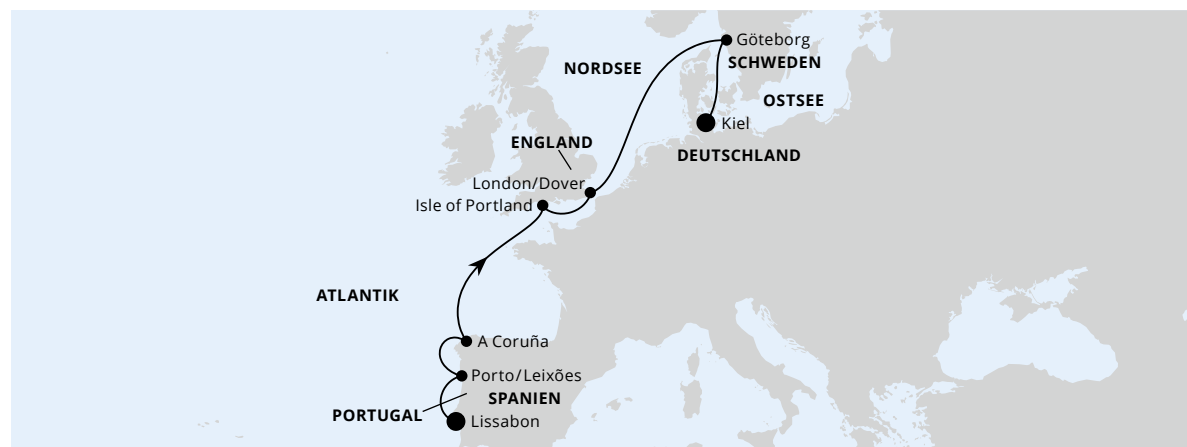 Göteborg
SCHWEDEN
NORDSEE
OSTSEE
Kiel
DEUTSCHLAND
ENGLAND
London/Dover
Isle of Portland
ATLANTIK
A Coruña
Porto/Leixões
SPANIEN
PORTUGAL
Lissabon